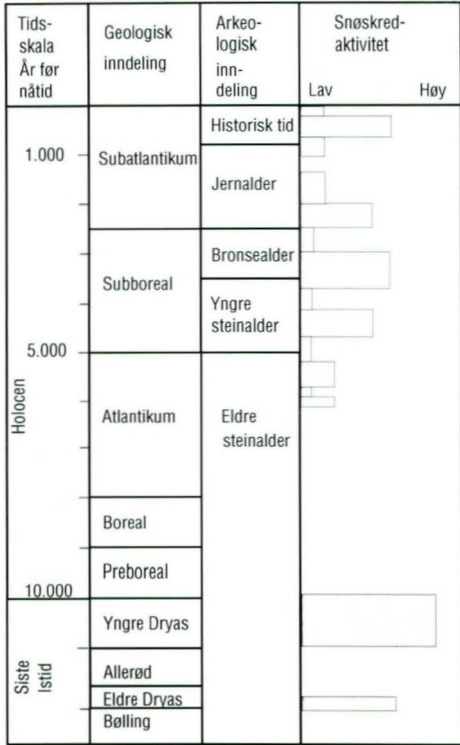 Tids-
skala
År før
nåtid
Geologisk
inndeling
Arkeo-
logisk
inn-
deling
Snøskred-
aktivitet
Lav Høy
1.000
5.000
10.000
Holocen
Siste
Istid
Subatlantikum
Subboreal
Atlantikum
Boreal
Preboreal
Yngre Dryas
Allerød
Eldre Dryas
Bølling
Historisk tid
Jernalder
Bronsealder
Yngre
steinalder
Eldre
steinalder